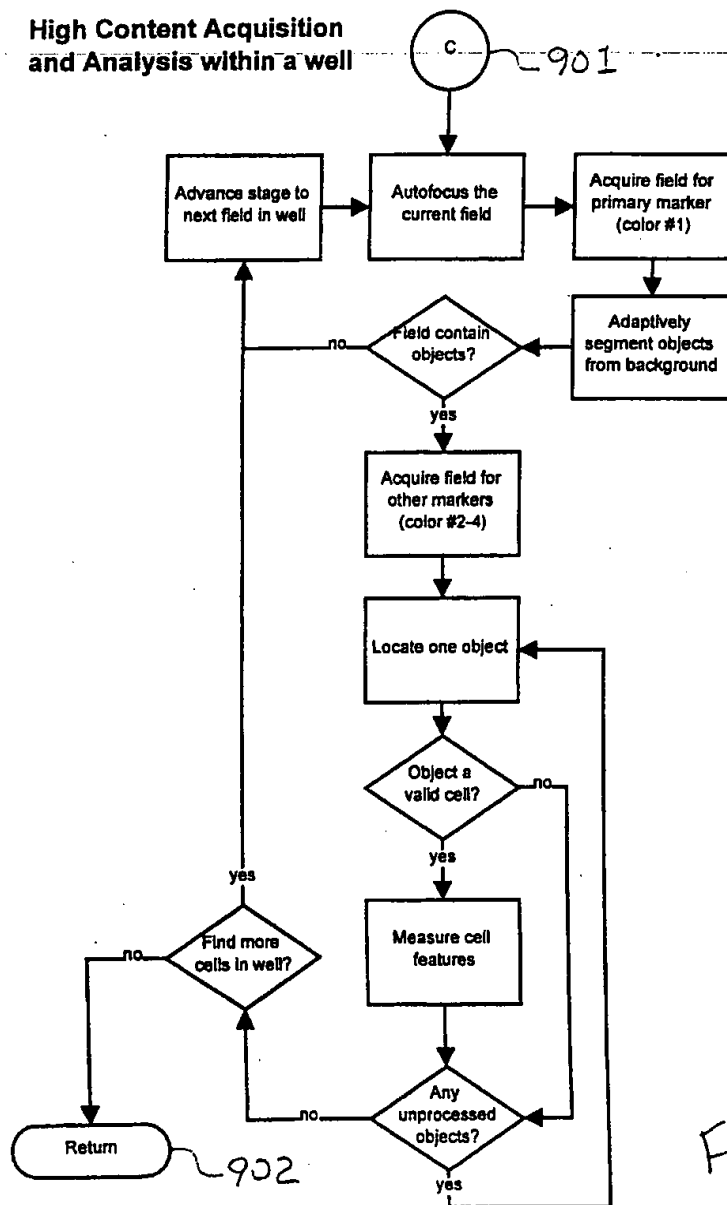 High Content Acquisition
and Analysis within a well
C
901
Advance stage to
next field in well
Autofocus the
current field
Acquire field for
primary marker
(color #1)
Adaptively
segment objects
from background
Field contain
objects?
no
yes
Acquire field for
other markers
(color #2-4)
Locate one object
Object a
valid cell?
no
yes
Measure cell
features
Any
unprocessed
objects?
no
yes
Find more
cells in well?
yes
no
Return
902
F